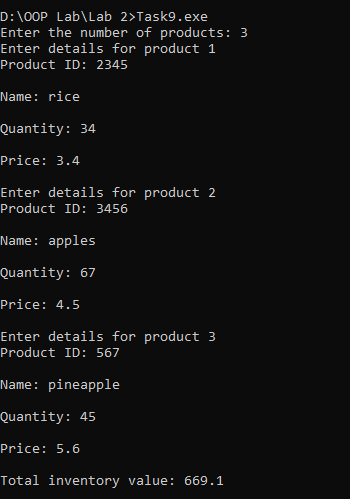 D:\OOP Lab\Lab 2>Task9.exe
Enter the number of products: 3
Enter details for product 1
Product ID: 2345
Name: rice
Quantity: 34
Price: 3.4
Enter details for product 2
Product ID: 3456
Name: apples
Quantity: 67
Price: 4.5
Enter details for product 3
Product ID: 567
Name: pineapple
Quantity: 45
Price: 5.6
Total inventory value: 669.1